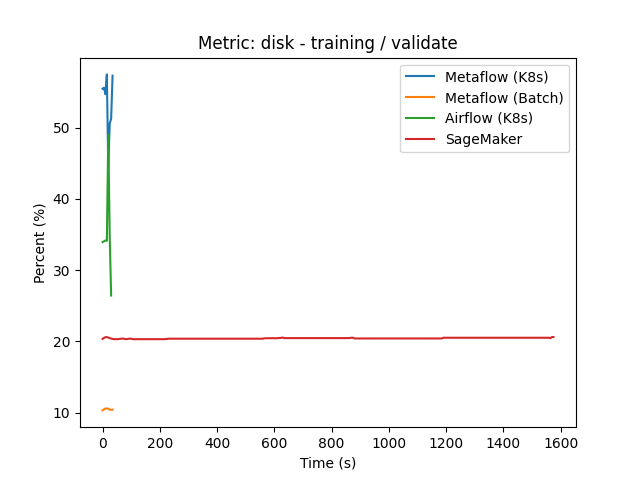 Metric: disk - training / validate
Metaflow (K8s)
Metaflow (Batch)
Airflow (K8s)
SageMaker
Percent (%)
50
40
30
20
10
0 200 400 600 800 1000 1200 1400 1600
Time (s)